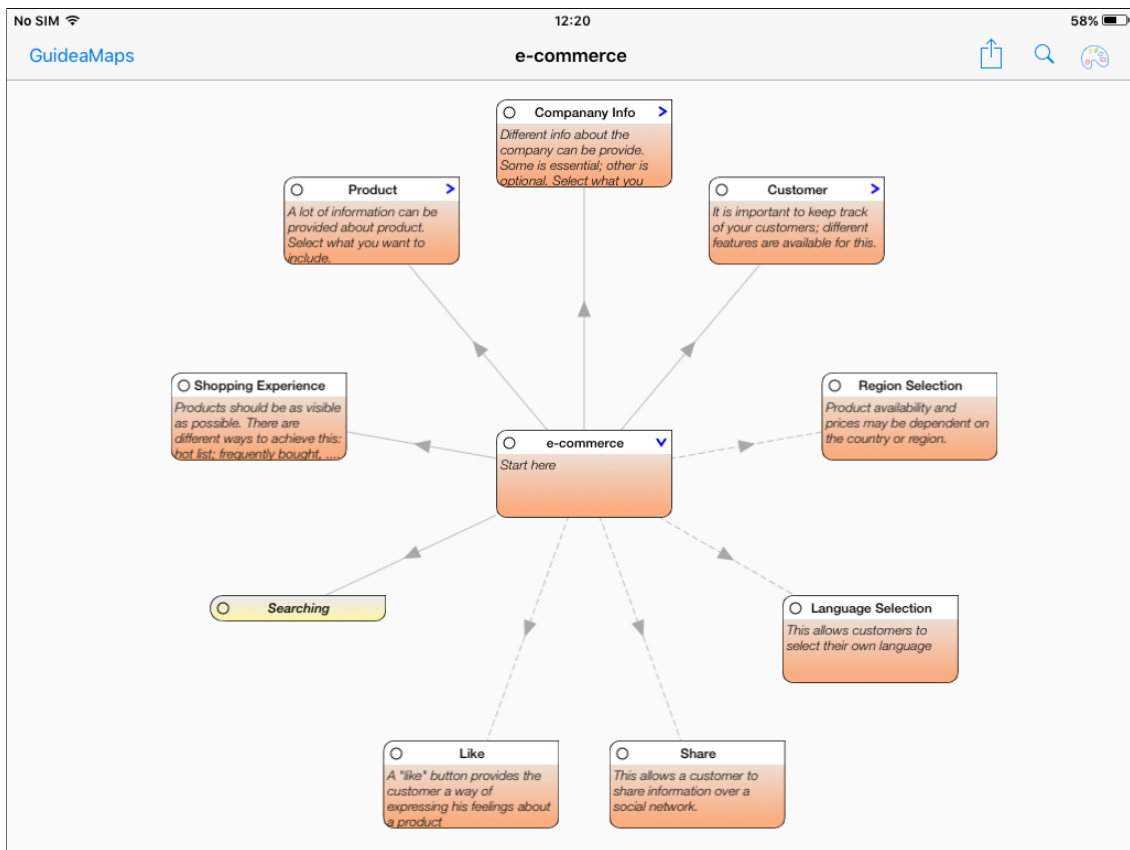 No SIM 12:20 58%
GuideaMaps e-commerce
Companany Info
Different info about the
company can be provide.
Some is essential; other is
optional. Select what you
Product
A lot of information can be
provided about product.
Select what you want to
include.
Customer
It is important to keep track
of your customers; different
features are available for this.
Shopping Experience
Products should be as visible
as possible. There are
different ways to achieve this:
hot list; frequently bought, ....
Region Selection
Product availability and
prices may be dependent on
the country or region.
e-commerce
Start here
Searching
Language Selection
This allows customers to
select their own language
Like
A "like" button provides the
customer a way of
expressing his feelings about
a product
Share
This allows a customer to
share information over a
social network.